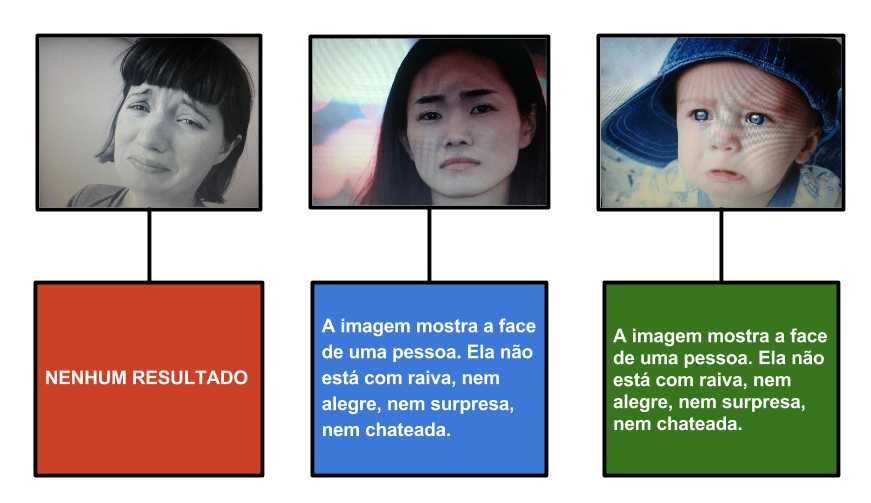 NENHUM RESULTADO
A imagem mostra a face
de uma pessoa. Ela não
está com raiva, nem
alegre, nem surpresa,
nem chateada.
A imagem mostra a face
de uma pessoa. Ela não
está com raiva, nem
alegre, nem surpresa,
nem chateada.